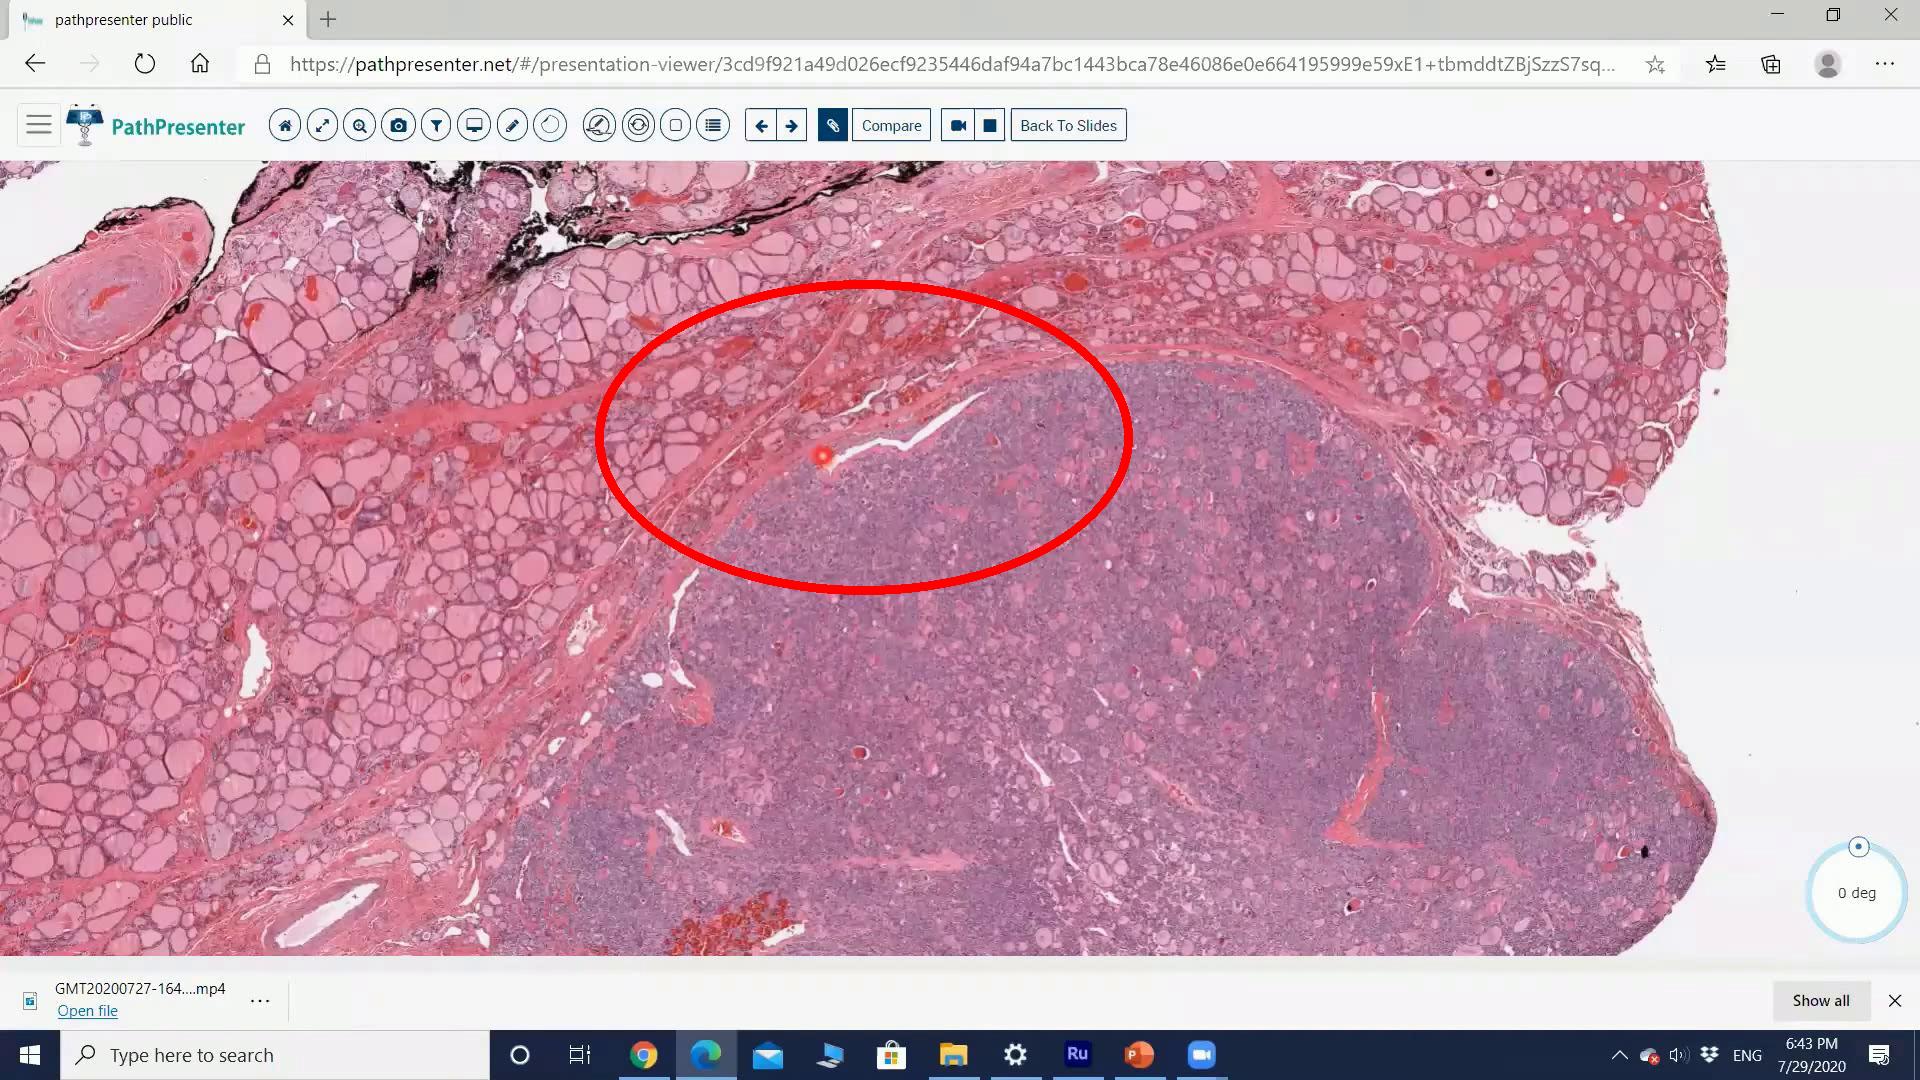 pathpresenter public
https://pathpresenter.net/#/presentation-viewer/3cd9f921a49d026ecf9235446daf94a7bc1443bca78e46086e0e664195999e59xE1+tbmddtZBjSzzS7sq...
PathPresenter
Compare
Back To Slides
0 deg
GMT20200727-164....mp4
Open file
Show all
Type here to search
Ru
P
ENG
6:43 PM
7/29/2020